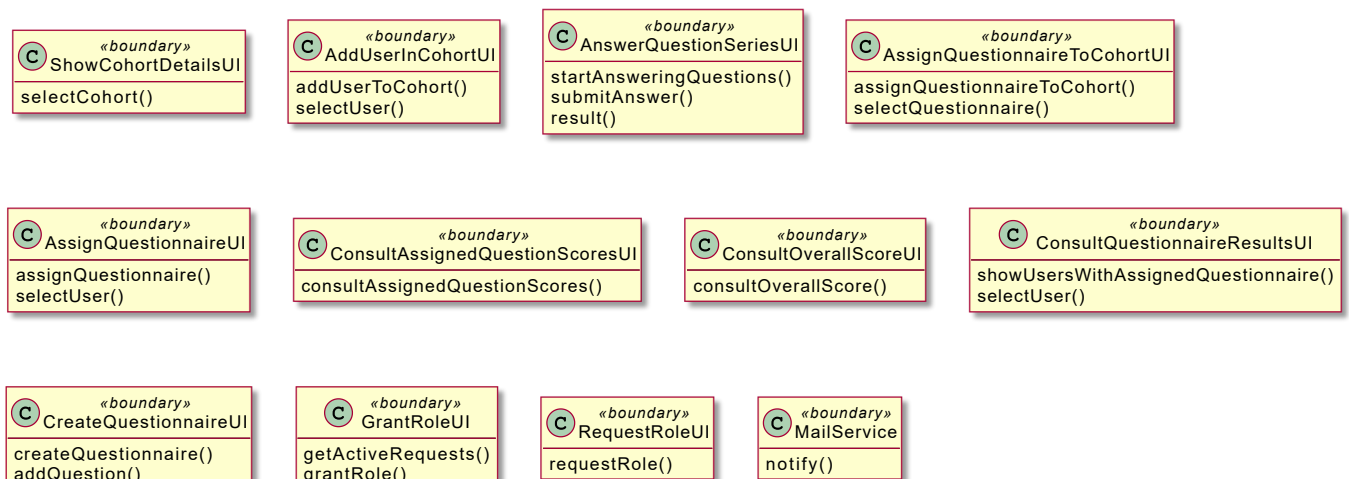 C «boundary»
ShowCohortDetailsUI
selectCohort()
C «boundary»
AddUserInCohortUI
addUserToCohort()
selectUser()
C «boundary»
AnswerQuestionSeriesUI
startAnsweringQuestions()
submitAnswer()
result()
C «boundary»
AssignQuestionnaireToCohortUI
assignQuestionnaireToCohort()
selectQuestionnaire()
C «boundary»
AssignQuestionnaireUI
assignQuestionnaire()
selectUser()
C «boundary»
ConsultAssignedQuestionScoresUI
consultAssignedQuestionScores()
C «boundary»
ConsultOverallScoreUI
consultOverallScore()
C «boundary»
ConsultQuestionnaireResultsUI
showUsersWithAssignedQuestionnaire()
selectUser()
C «boundary»
CreateQuestionnaireUI
createQuestionnaire()
addQuestion()
C «boundary»
GrantRoleUI
getActiveRequests()
grantRole()
C «boundary»
RequestRoleUI
requestRole()
C «boundary»
MailService
notify()